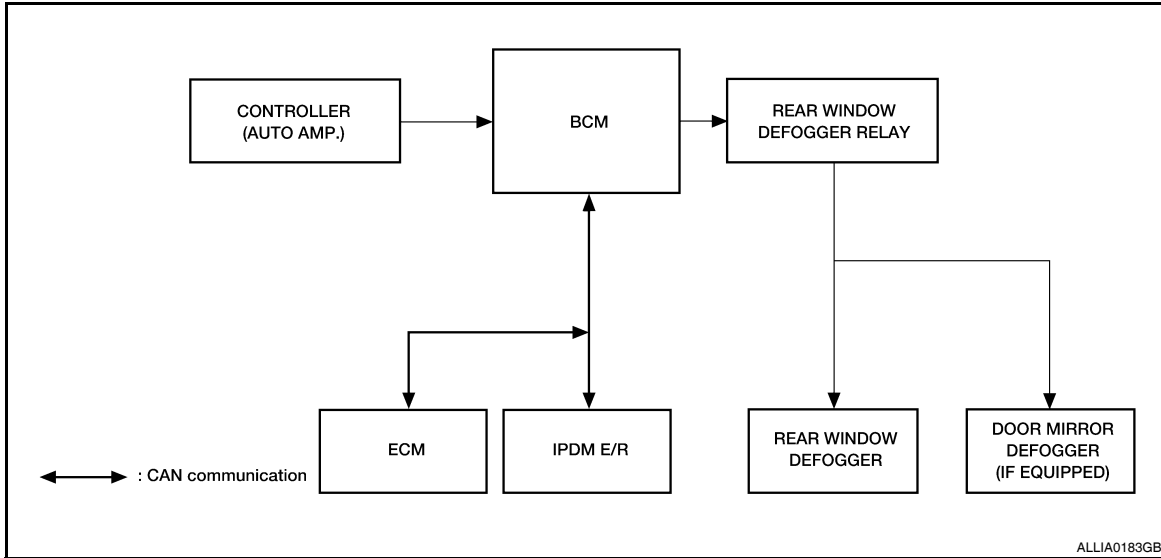 CONTROLLER
(AUTO AMP.)
BCM
REAR WINDOW
DEFOGGER RELAY
ECM
IPDM E/R
REAR WINDOW
DEFOGGER
DOOR MIRROR
DEFOGGER
(IF EQUIPPED)
: CAN communication
ALLIA0183GB